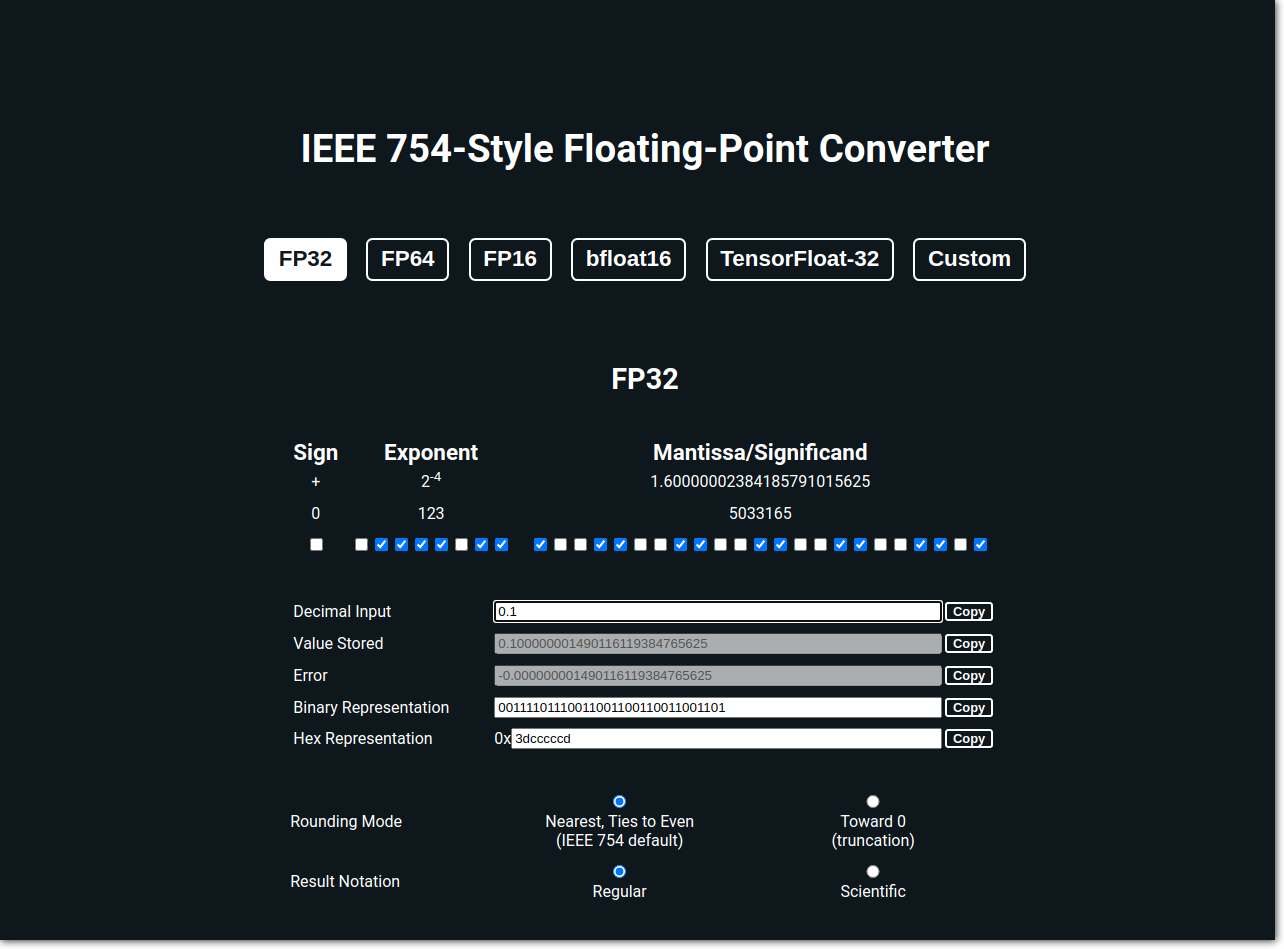 IEEE 754-Style Floating-Point Converter
FP32 FP64 FP16 bfloat16 TensorFloat-32 Custom
FP32
Sign Exponent Mantissa/Significand
+ 2-4 1.60000002384185791015625
0 123 5033165
Decimal Input 0.1 Copy
Value Stored 0.100000001490116119384765625 Copy
Error -0.000000001490116119384765625 Copy
Binary Representation 00111101110011001100110011001101 Copy
Hex Representation 0x 3dcccccd Copy
Rounding Mode
Nearest, Ties to Even
(IEEE 754 default)
Toward 0
(truncation)
Result Notation
Regular Scientific